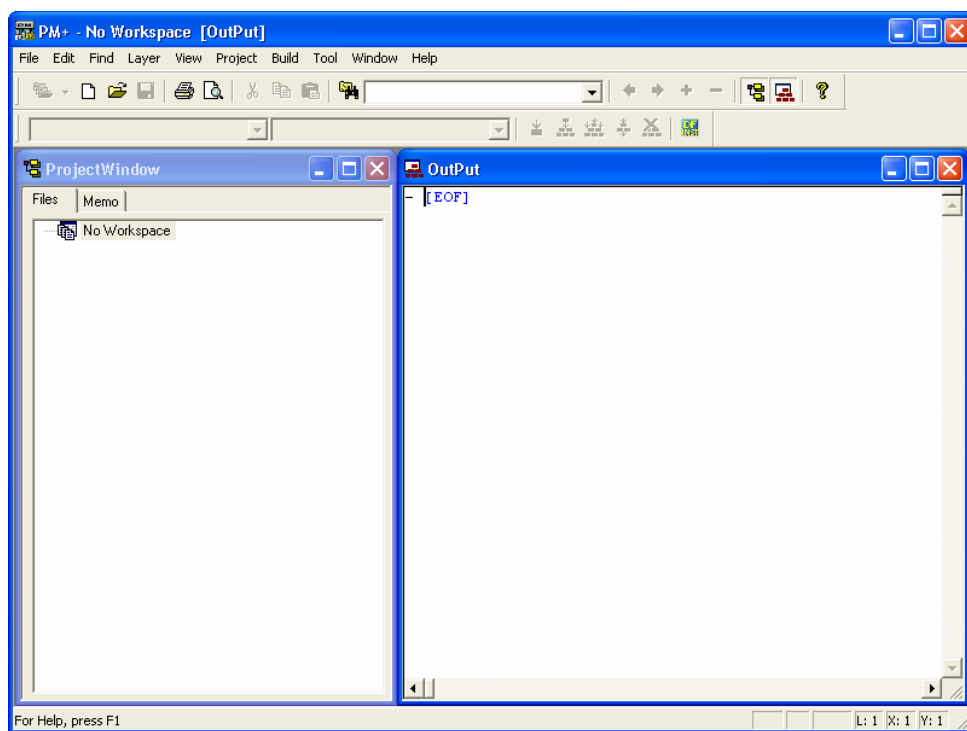 PM+ - No Workspace [OutPut]
File Edit Find Layer View Project Build Tool Window Help
ProjectWindow
OutPut
Files Memo
[EOF]
No Workspace
For Help, press F1
L: 1 X: 1 Y: 1